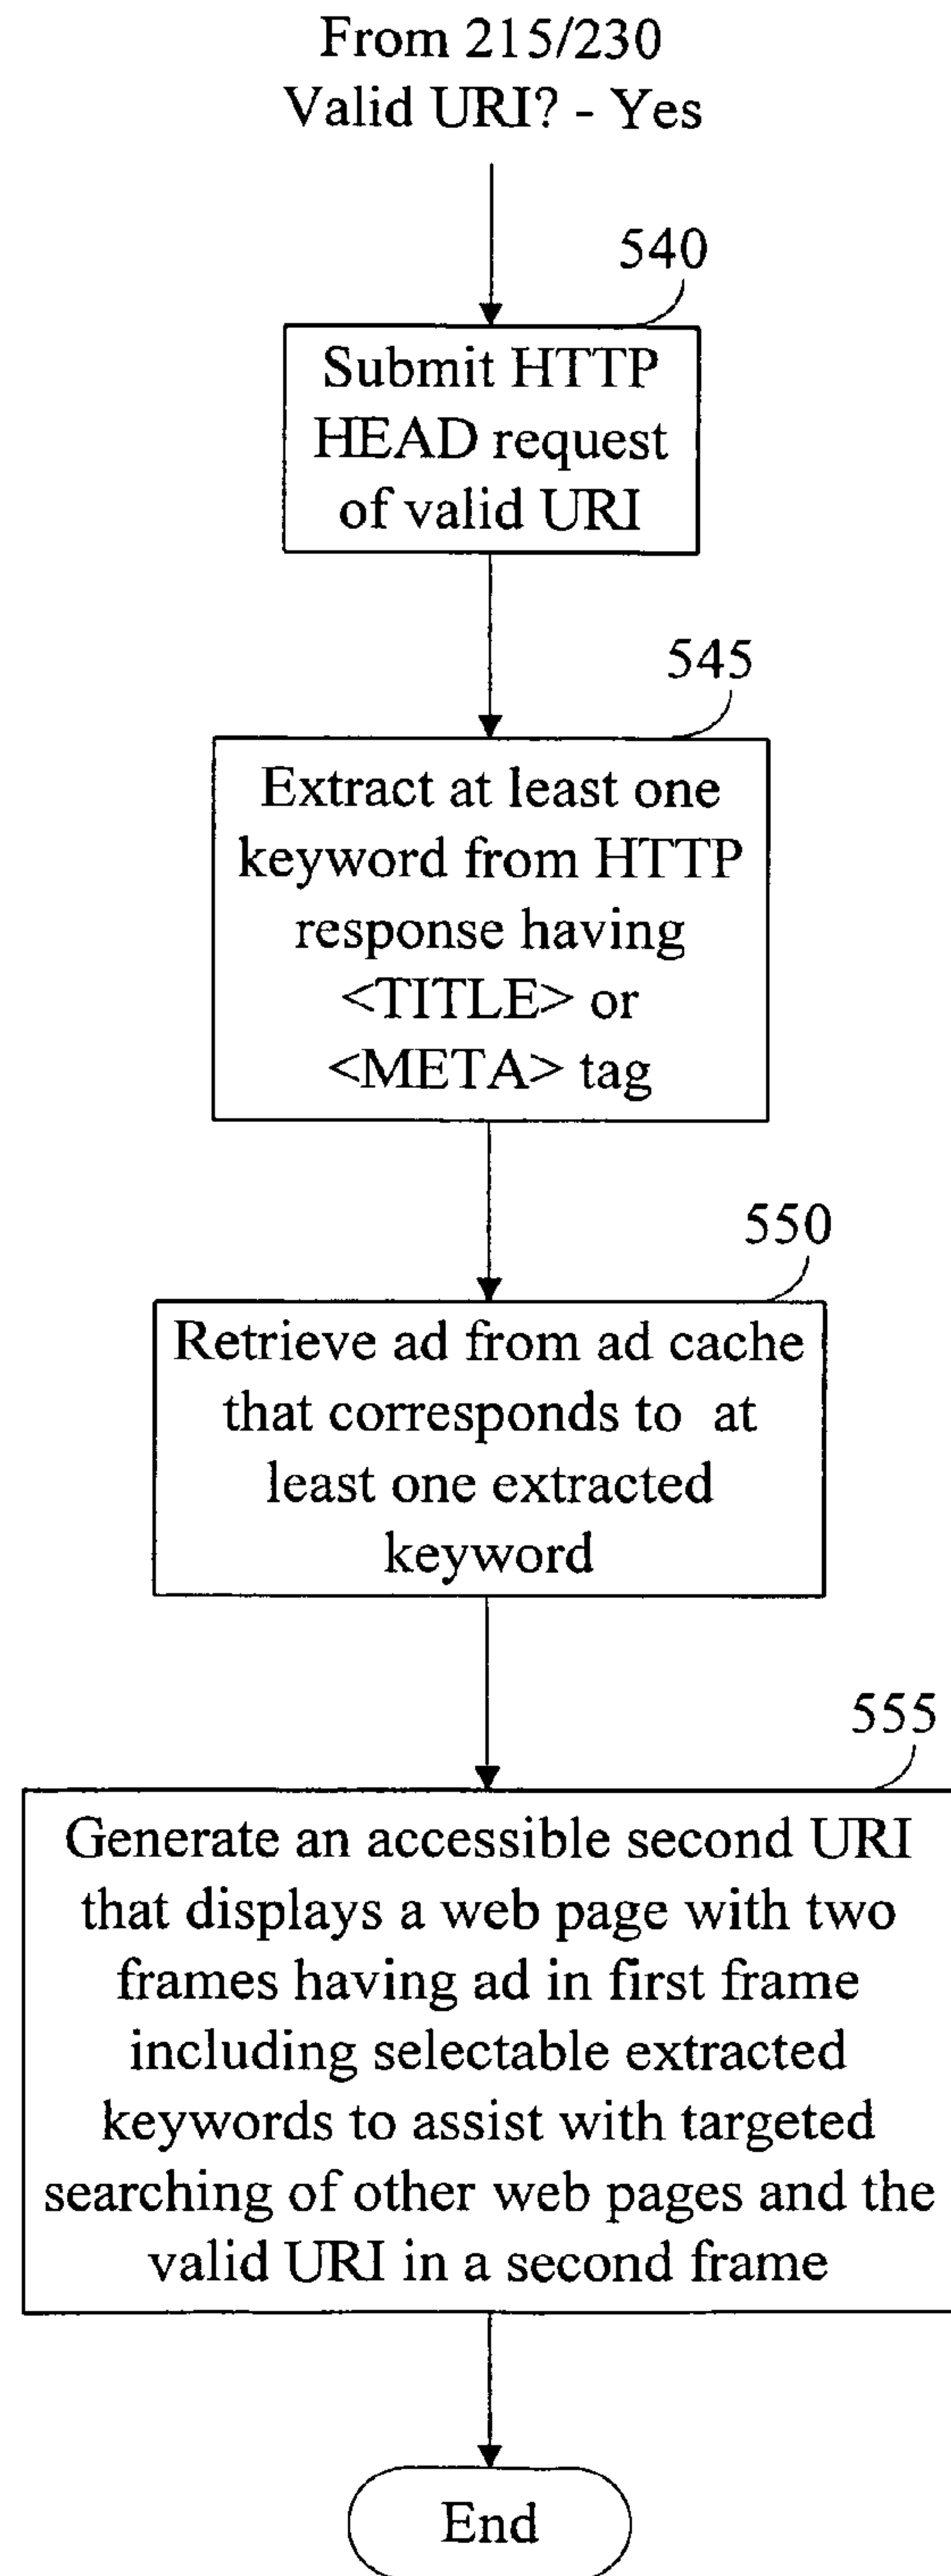 From 215/230
Valid URI? - Yes
540
Submit HTTP
HEAD request
of valid URI
545
Extract at least one
keyword from HTTP
response having
<TITLE> or
<META> tag
550
Retrieve ad from ad cache
that corresponds to at
least one extracted
keyword
555
Generate an accessible second URI
that displays a web page with two
frames having ad in first frame
including selectable extracted
keywords to assist with targeted
searching of other web pages and the
valid URI in a second frame
End